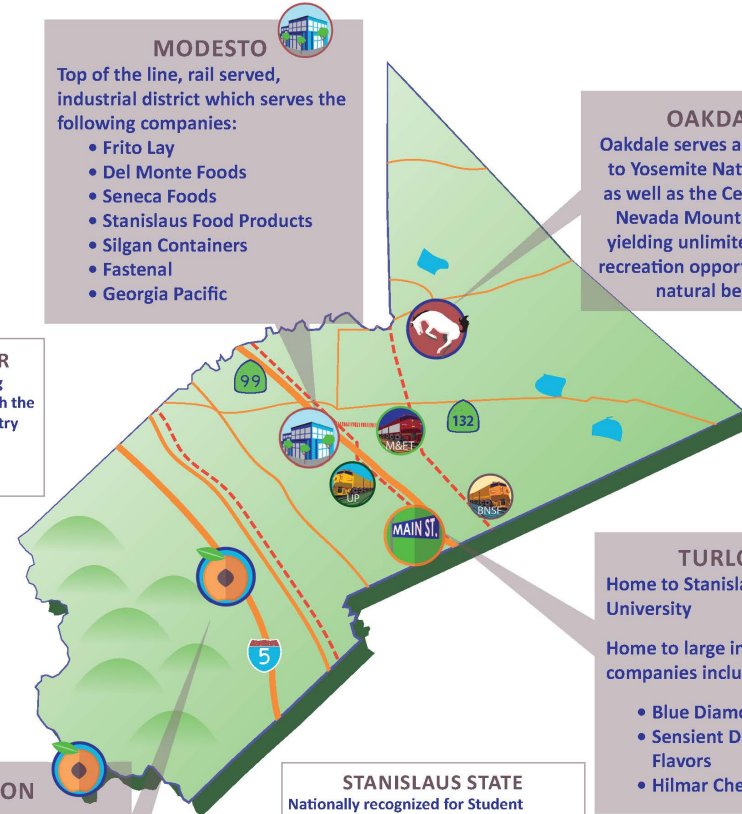 MODESTO
Top of the line, rail served,
industrial district which serves the
following companies:
• Frito Lay
• Del Monte Foods
• Seneca Foods
• Stanislaus Food Products
• Silgan Containers
• Fastenal
• Georgia Pacific
OAKDA
Oakdale serves a
to Yosemite Nat
as well as the Ce
Nevada Mount
yielding unlimite
recreation opport
natural be
R
g
h the
try
99
132
M&ET
UP
BNSF
MAIN ST.
5
TURLO
Home to Stanisla
University
Home to large in
companies inclu
• Blue Diamo
• Sensient D
Flavors
• Hilmar Che
ON
STANISLAUS STATE
Nationally recognized for Student